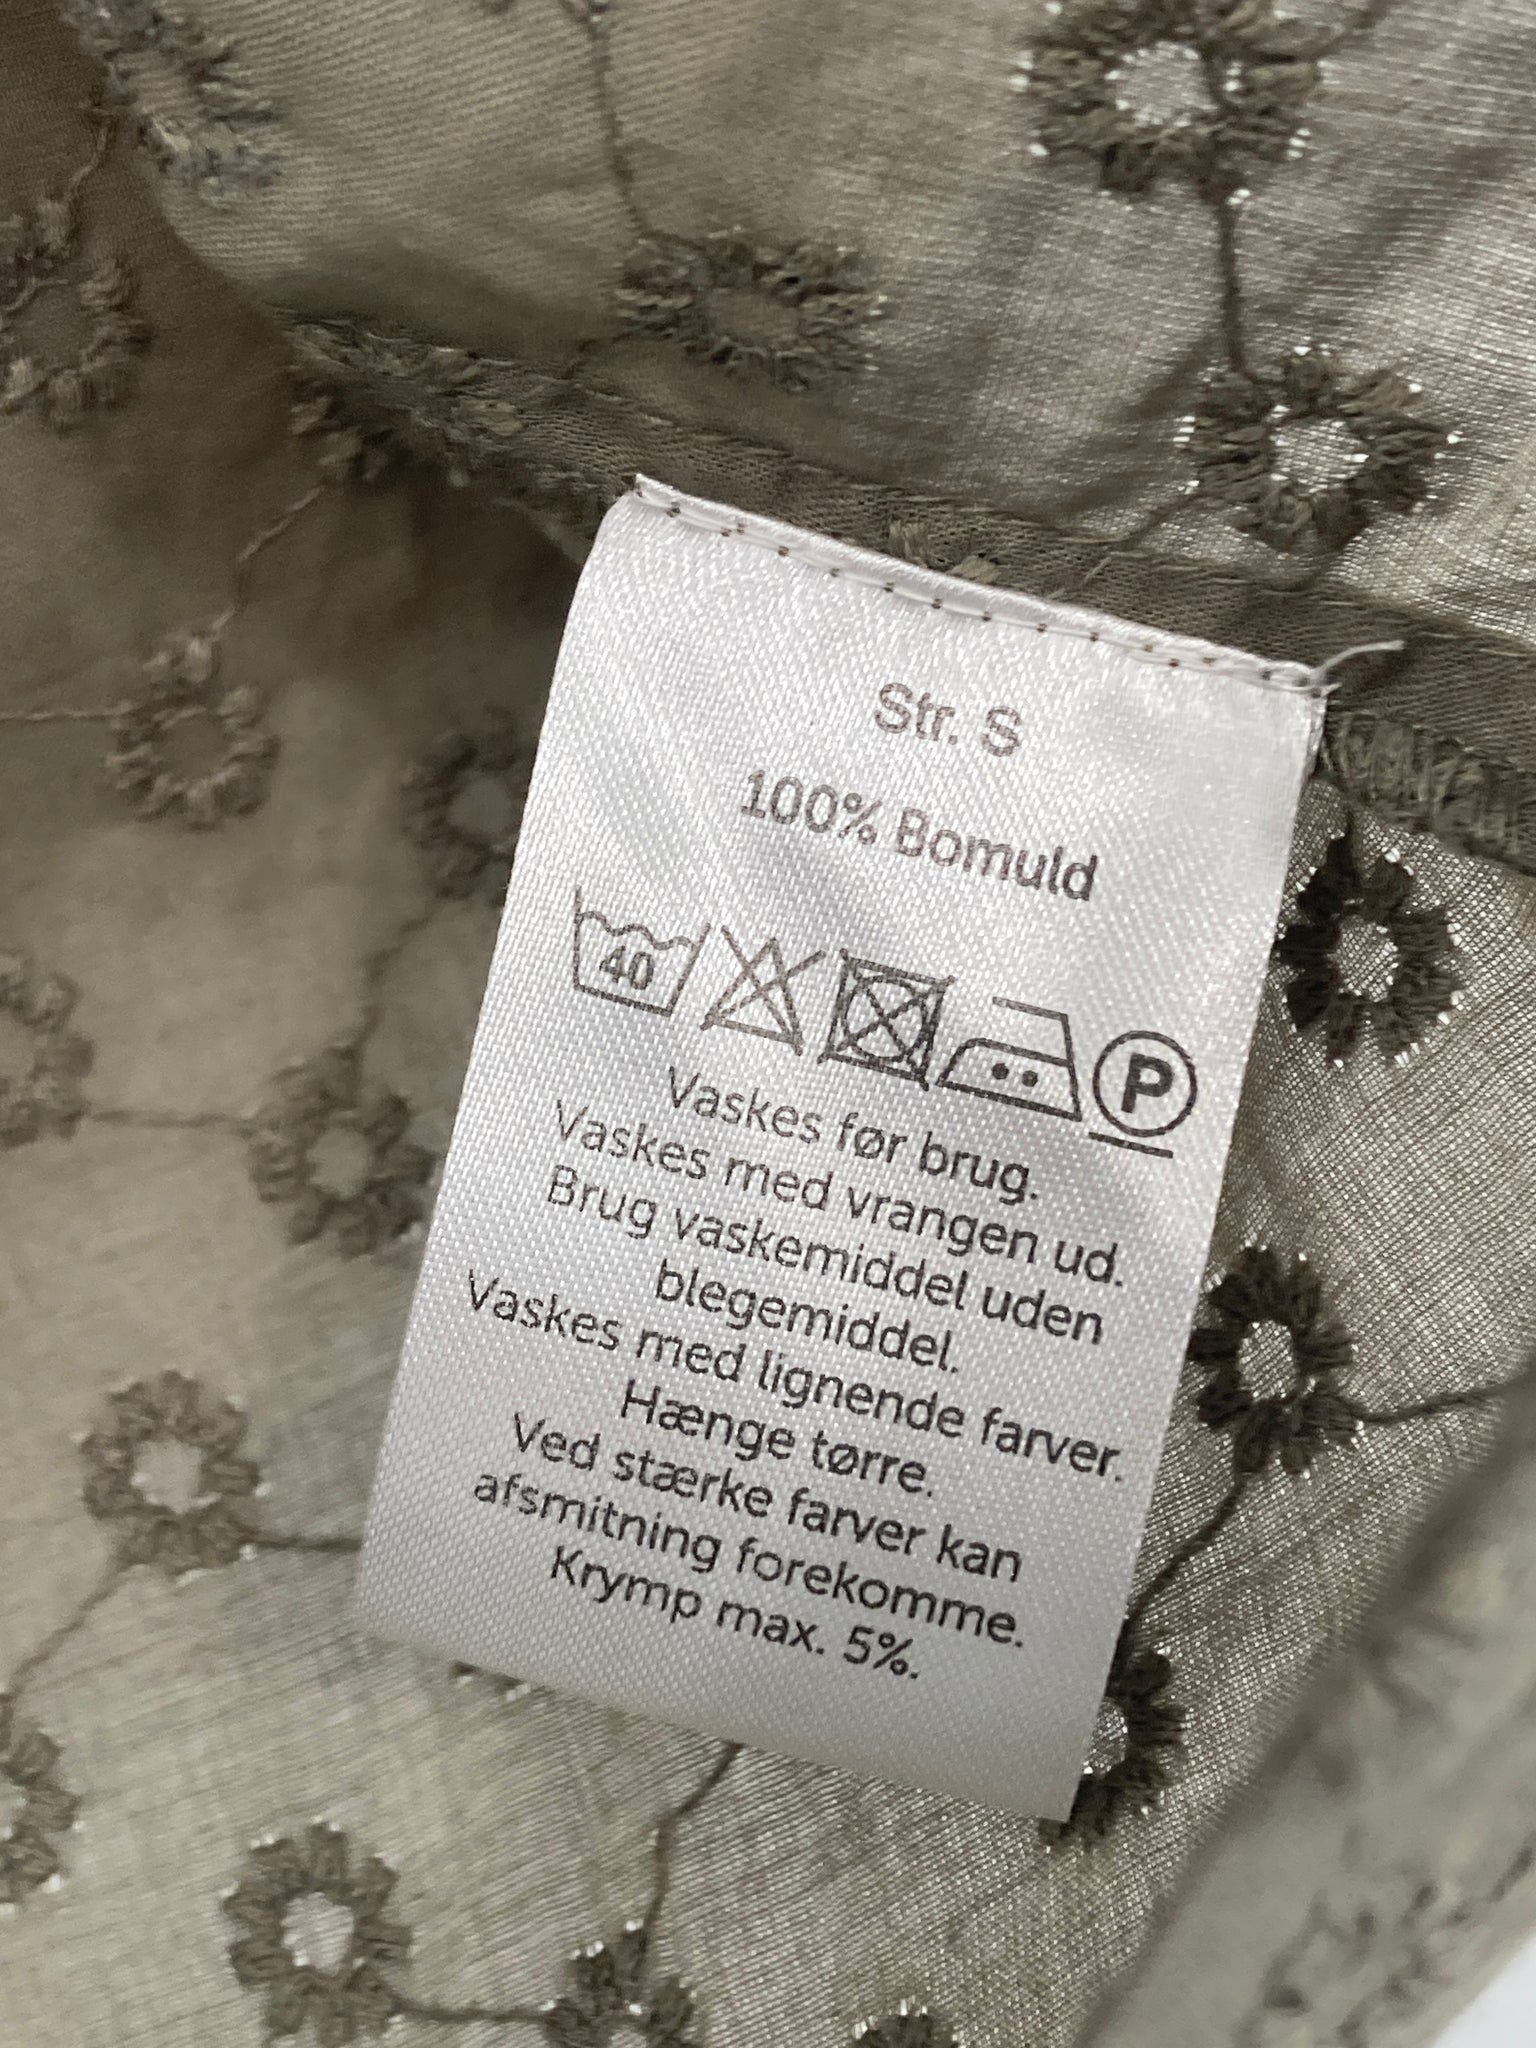 Str. S
100% Bomuld
40 P
Vaskes før brug.
Vaskes med vrangen ud.
Brug vaskemiddel uden
blegemiddel.
Vaskes med lignende farver.
Hænge tørre.
Ved stærke farver kan
afsmitning forekomme.
Krymp max. 5%.